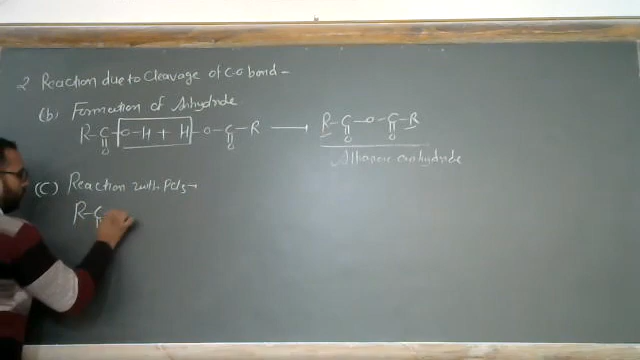 2 Reaction due to Cleavage of C-O bond -
(b) Formation of Anhydride
R-C-O-H + H-O-C-R ⟶ R-C-O-C-R
O O O O
Alkanoic anhydride
(C) Reaction with PCl5 →
R-C